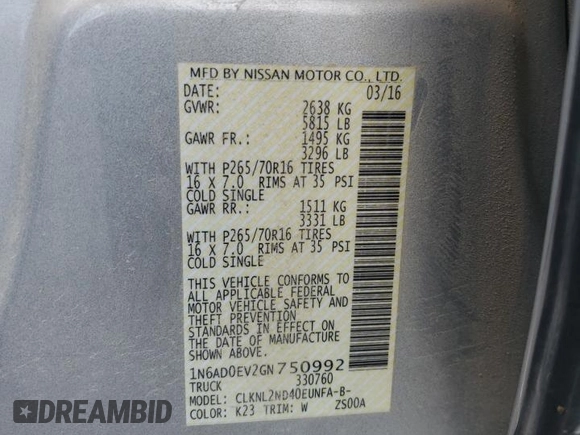 MFD BY NISSAN MOTOR CO., LTD.
DATE: 03/16
GVWR: 2638 KG
5815 LB
GAWR FR.: 1495 KG
3296 LB
WITH P265/70R16 TIRES
16 X 7.0 RIMS AT 35 PSI
COLD SINGLE
GAWR RR.: 1511 KG
3331 LB
WITH P265/70R16 TIRES
16 X 7.0 RIMS AT 35 PSI
COLD SINGLE
THIS VEHICLE CONFORMS TO
ALL APPLICABLE FEDERAL
MOTOR VEHICLE SAFETY AND
THEFT PREVENTION
STANDARDS IN EFFECT ON THE
DATE OF MANUFACTURE
SHOWN ABOVE.
1N6AD0EV2GN750992
TRUCK 330760
MODEL: CLKNL2ND40EUNFA-B-
COLOR: K23 TRIM: W ZS00A
DREAMBID.COM